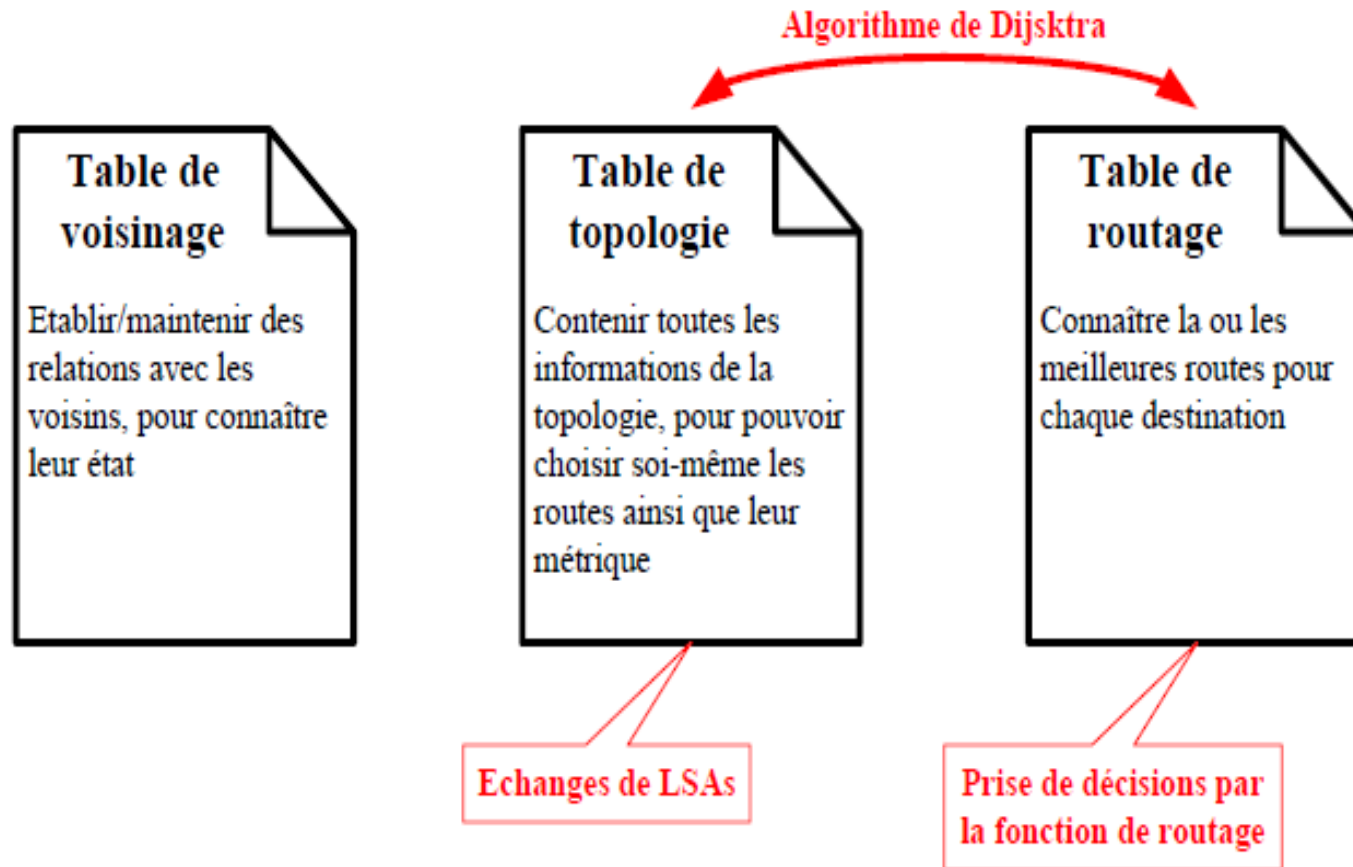 Algorithme de Dijsktra
Table de
voisinage
Etablir/maintenir des
relations avec les
voisins, pour connaître
leur état
Table de
topologie
Contenir toutes les
informations de la
topologie, pour pouvoir
choisir soi-même les
routes ainsi que leur
métrique
Table de
routage
Connaître la ou les
meilleures routes pour
chaque destination
Echanges de LSAs
Prise de décisions par
la fonction de routage